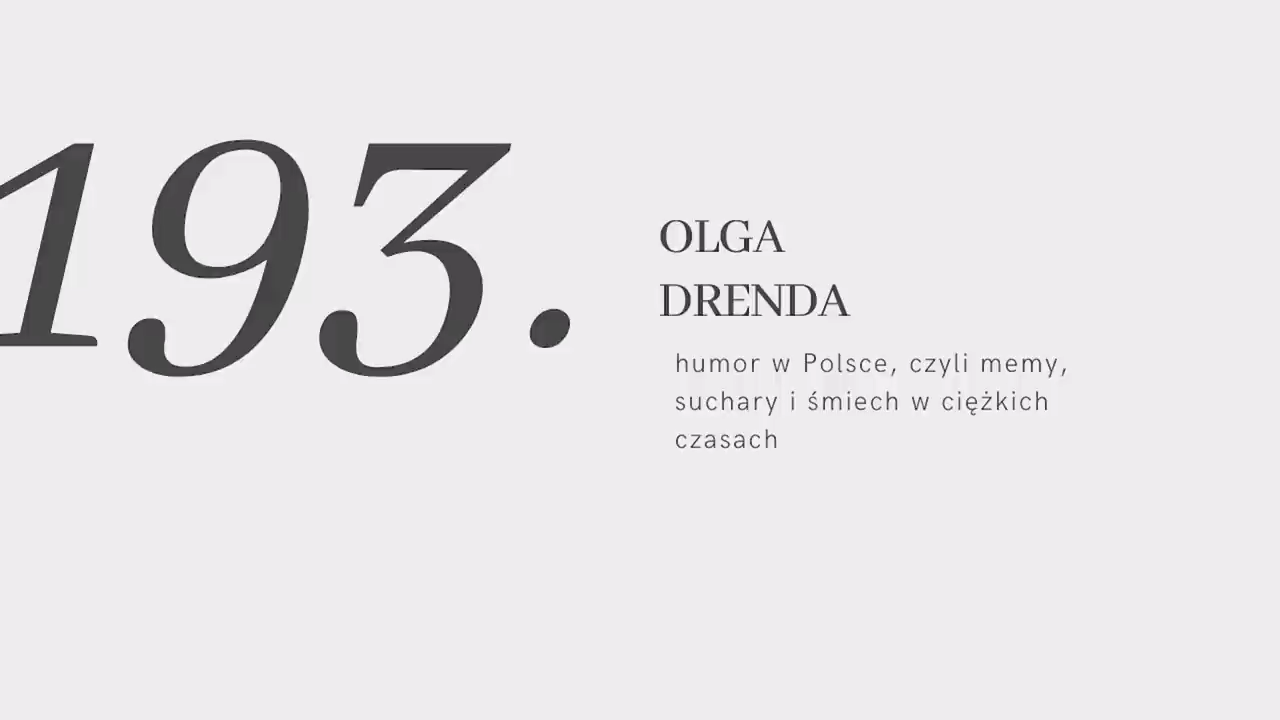 193.
OLGA
DRENDA
humor w Polsce, czyli memy,
suchary i śmiech w ciężkich
czasach